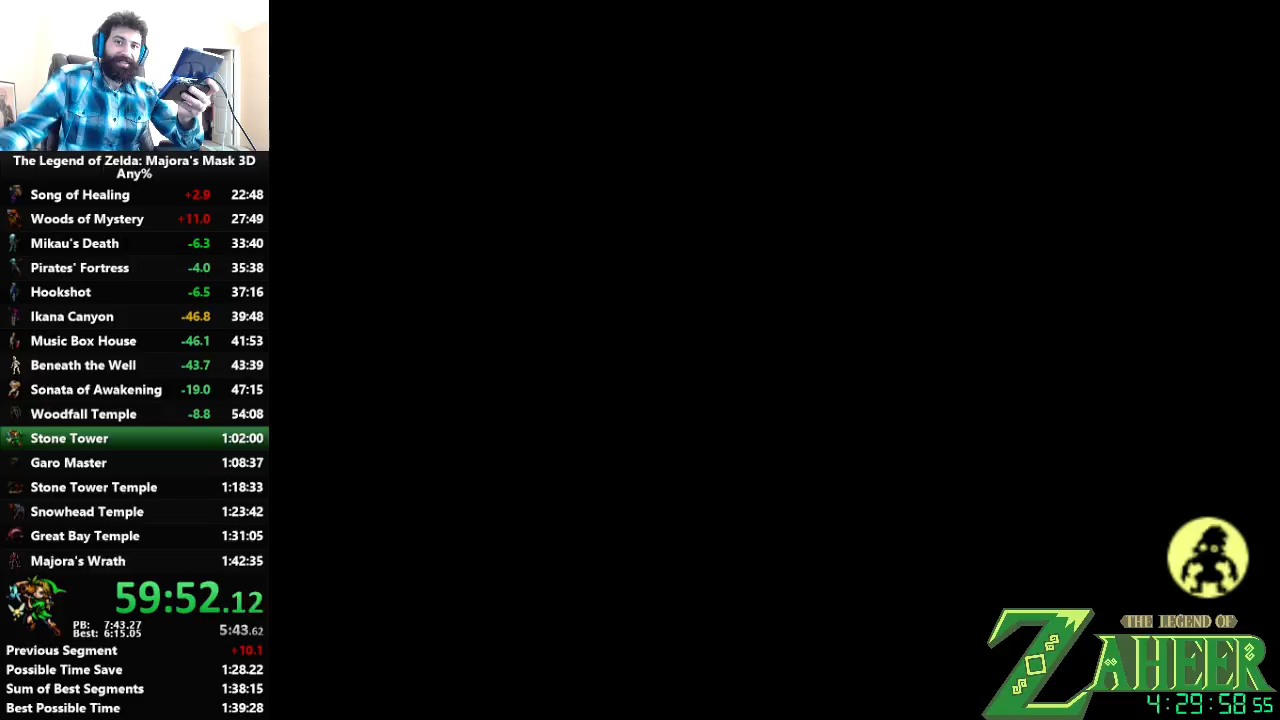 The Legend of Zelda: Majora's Mask 3D
Any%
Song of Healing +2.9 22:48
Woods of Mystery +11.0 27:49
Mikau's Death -6.3 33:40
Pirates' Fortress -4.0 35:38
Hookshot -6.5 37:16
Ikana Canyon -46.8 39:48
Music Box House -46.1 41:53
Beneath the Well -43.7 43:39
Sonata of Awakening -19.0 47:15
Woodfall Temple -8.8 54:08
Stone Tower 1:02:00
Garo Master 1:08:37
Stone Tower Temple 1:18:33
Snowhead Temple 1:23:42
Great Bay Temple 1:31:05
Majora's Wrath 1:42:35
59:52.12
PB: 7:43.27
Best: 6:15.05
5:43.62
Previous Segment +10.1
Possible Time Save 1:28.22
Sum of Best Segments 1:38:15
Best Possible Time 1:39:28
THE LEGEND OF
ZAHEER
4:29:58 55